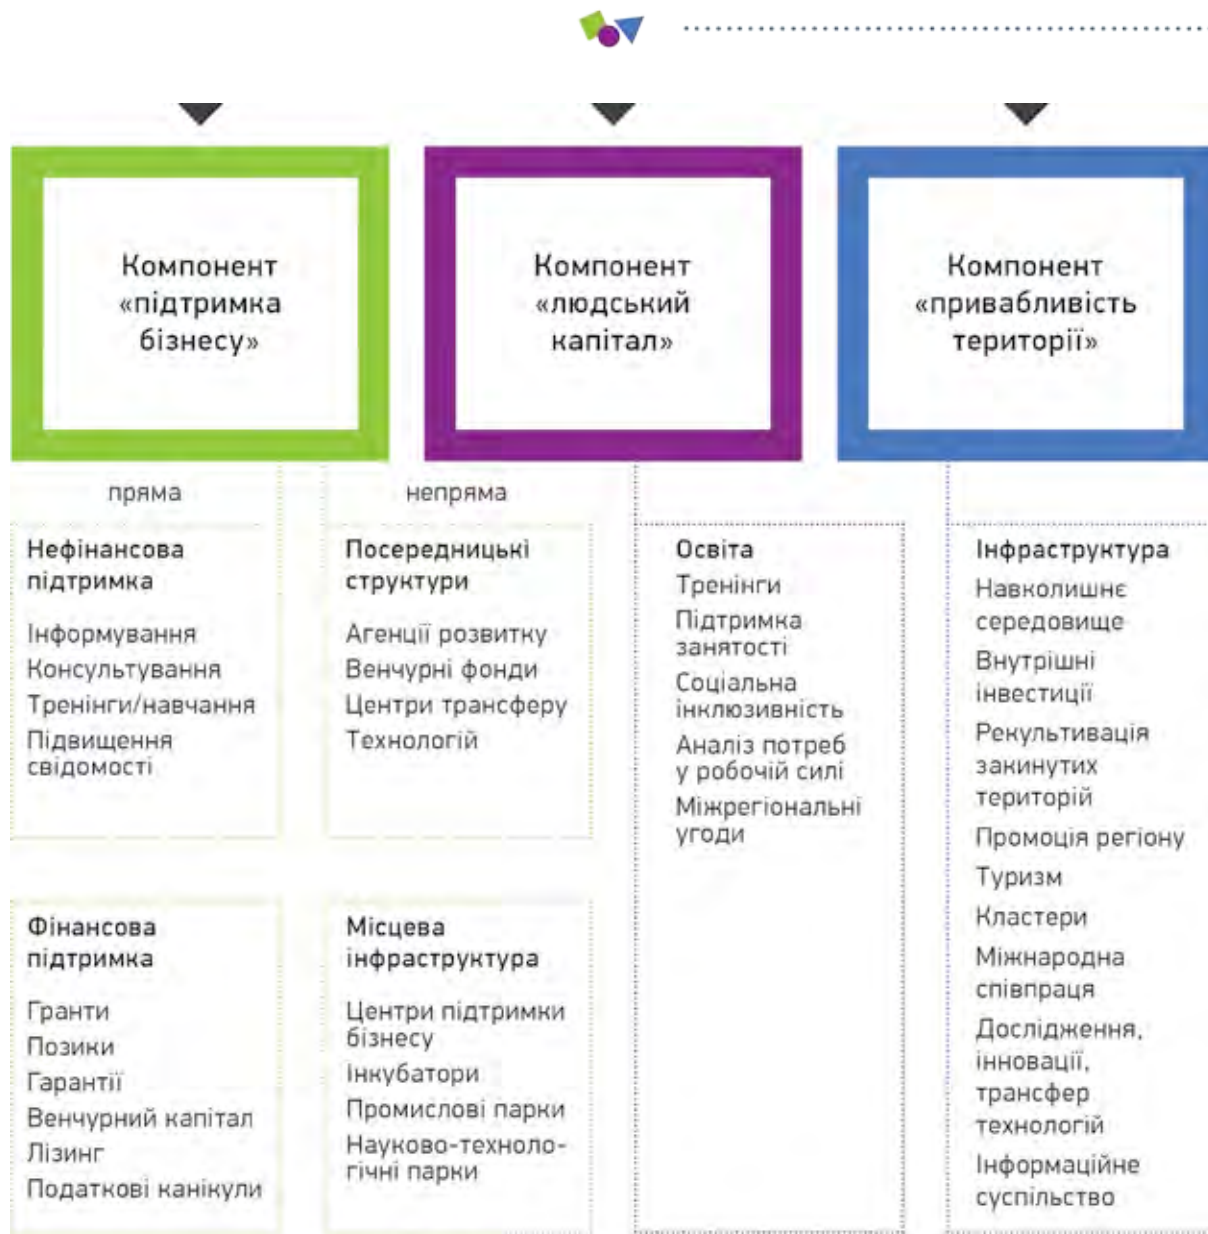 Компонент
«підтримка
бізнесу»
Компонент
«людський
капітал»
Компонент
«привабливість
території»
пряма
непряма
Нефінансова
підтримка
Інформування
Консультування
Тренінги/навчання
Підвищення
свідомості
Посередницькі
структури
Агенції розвитку
Венчурні фонди
Центри трансферу
Технологій
Фінансова
підтримка
Гранти
Позики
Гарантії
Венчурний капітал
Лізинг
Податкові канікули
Місцева
інфраструктура
Центри підтримки
бізнесу
Інкубатори
Промислові парки
Науково-техноло-
гічні парки
Освіта
Тренінги
Підтримка
занятості
Соціальна
інклюзивність
Аналіз потреб
у робочій силі
Міжрегіональні
угоди
Інфраструктура
Навколишнє
середовище
Внутрішні
інвестиції
Рекультивація
закинутих
територій
Промоція регіону
Туризм
Кластери
Міжнародна
співпраця
Дослідження,
інновації,
трансфер
технологій
Інформаційне
суспільство